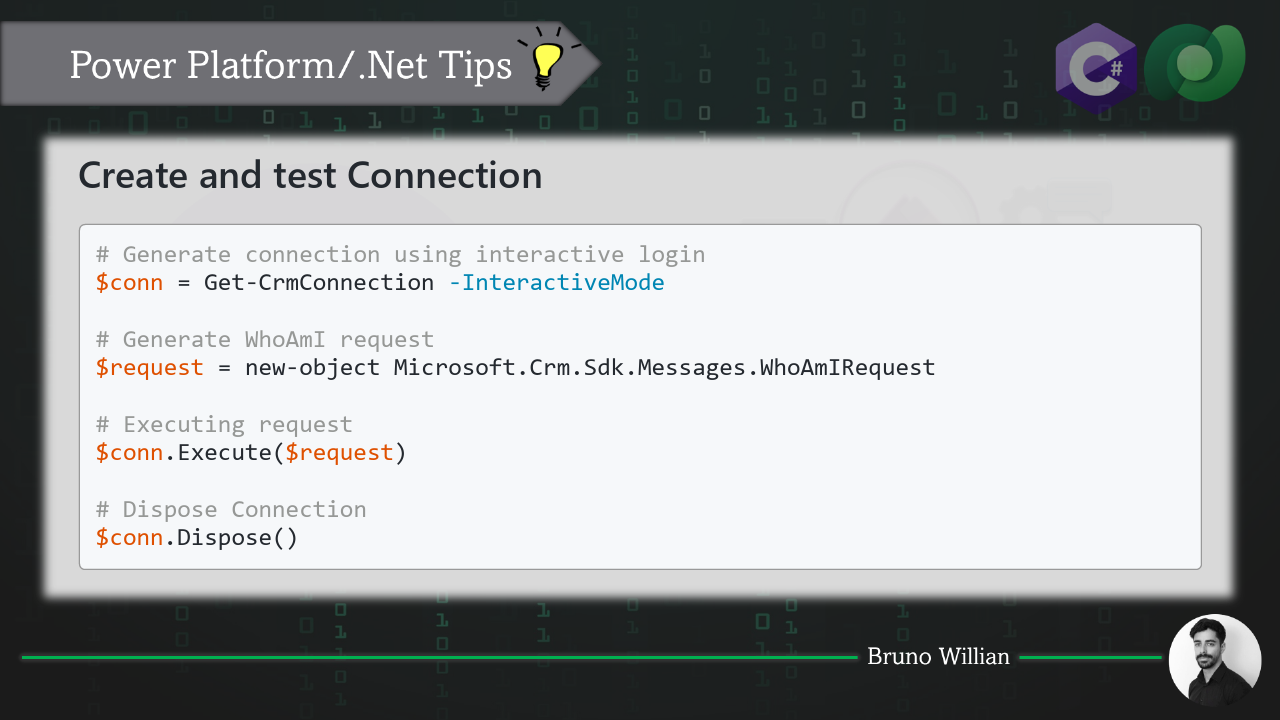 Power Platform/.Net Tips
C#
Create and test Connection
# Generate connection using interactive login
$conn = Get-CrmConnection -InteractiveMode
# Generate WhoAmI request
$request = new-object Microsoft.Crm.Sdk.Messages.WhoAmIRequest
# Executing request
$conn.Execute($request)
# Dispose Connection
$conn.Dispose()
Bruno Willian